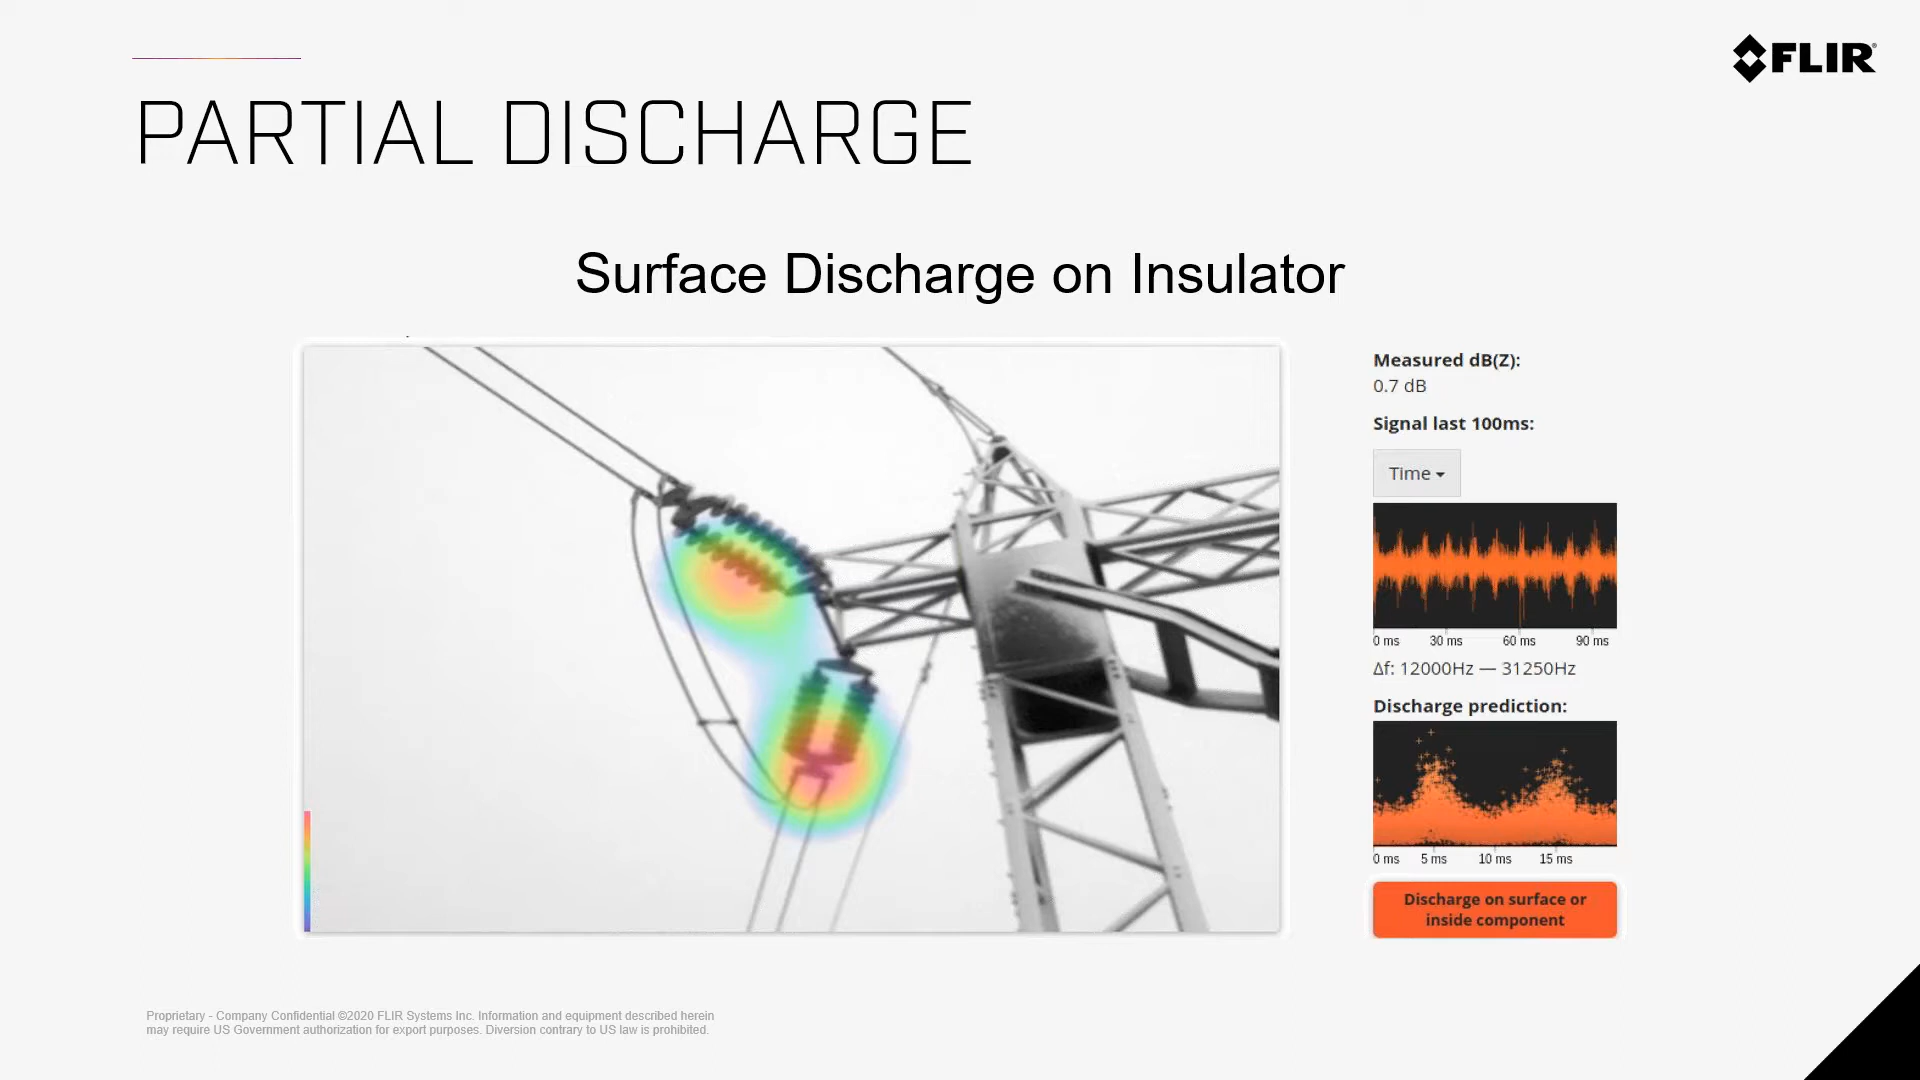 FLIR
PARTIAL DISCHARGE
Surface Discharge on Insulator
Measured dB(Z):
0.7 dB
Signal last 100ms:
Time
0 ms 30 ms 60 ms 90 ms
Δf: 12000Hz — 31250Hz
Discharge prediction:
0 ms 5 ms 10 ms 15 ms
Discharge on surface or
inside component
Proprietary - Company Confidential ©2020 FLIR Systems Inc. Information and equipment described herein
may require US Government authorization for export purposes. Diversion contrary to US law is prohibited.